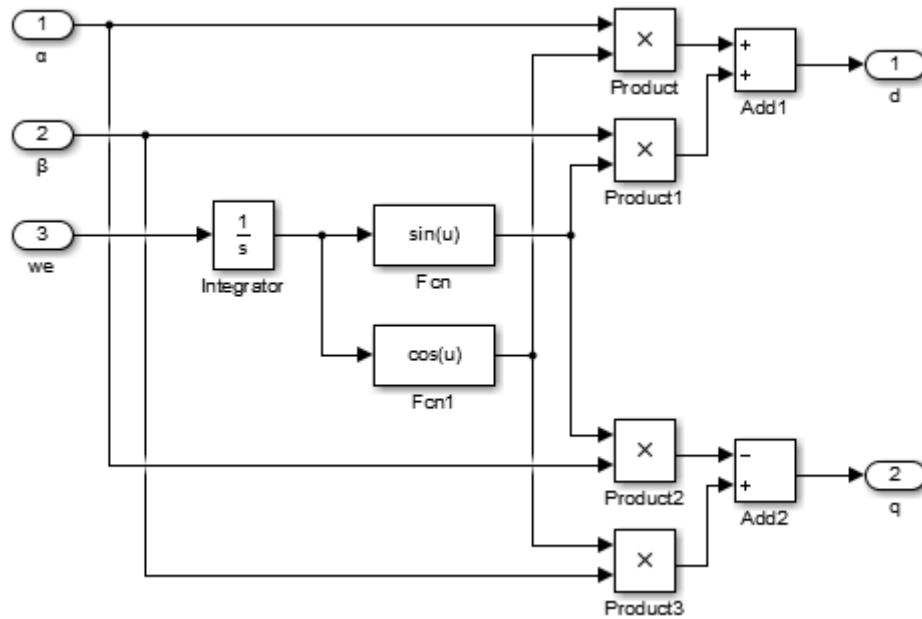 1
α
2
β
3
we
1
s
Integrator
sin(u)
Fcn
cos(u)
Fcn1
×
Product
×
Product1
+
+
Add1
1
d
×
Product2
×
Product3
−
+
Add2
2
q